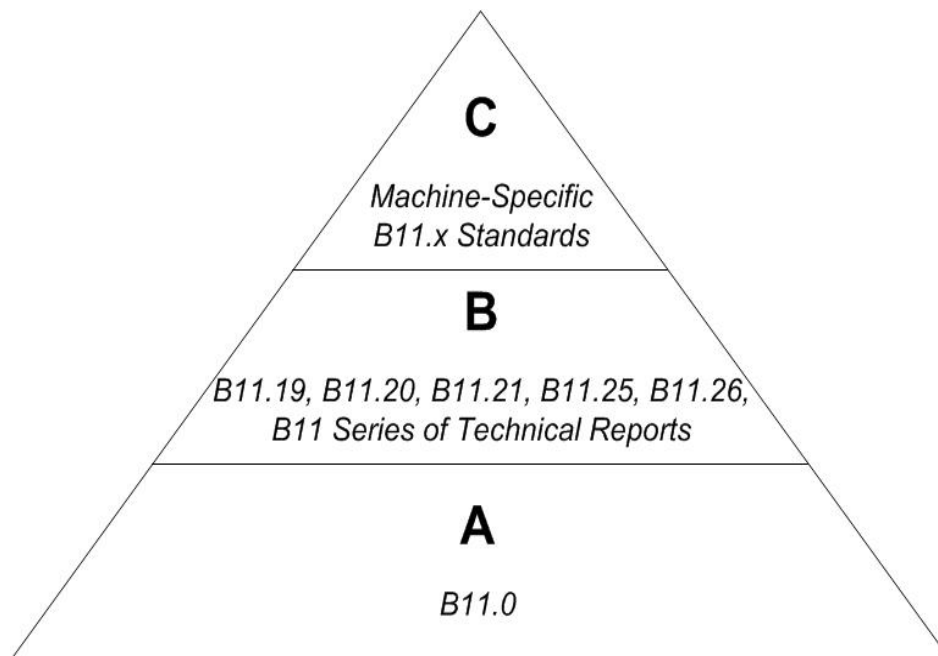 C
Machine-Specific
B11.x Standards
B
B11.19, B11.20, B11.21, B11.25, B11.26,
B11 Series of Technical Reports
A
B11.0